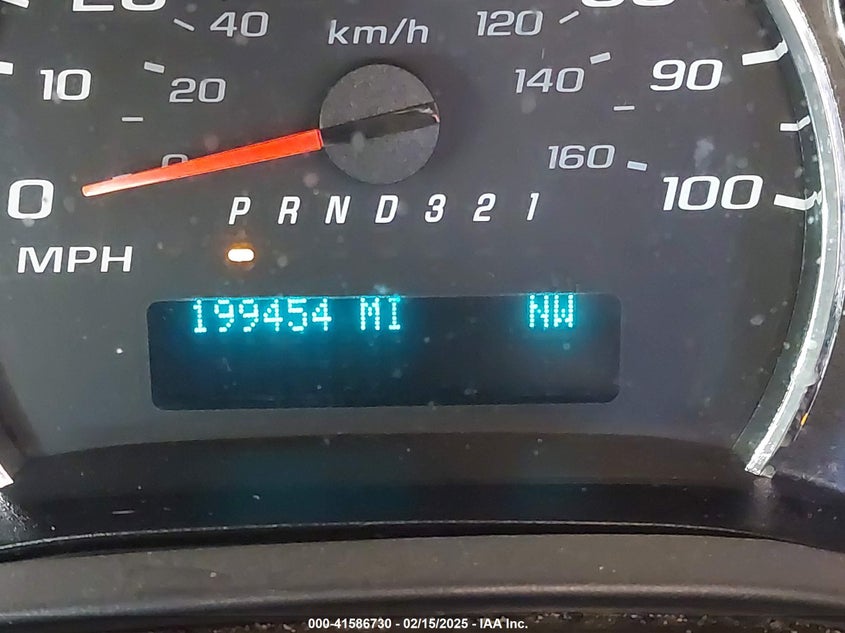 40 km/h 120
10 20 140 90
0 160
0 100
P R N D 3 2 1
MPH
199454 MI NW
000-41586730 - 02/15/2025 - IAA Inc.